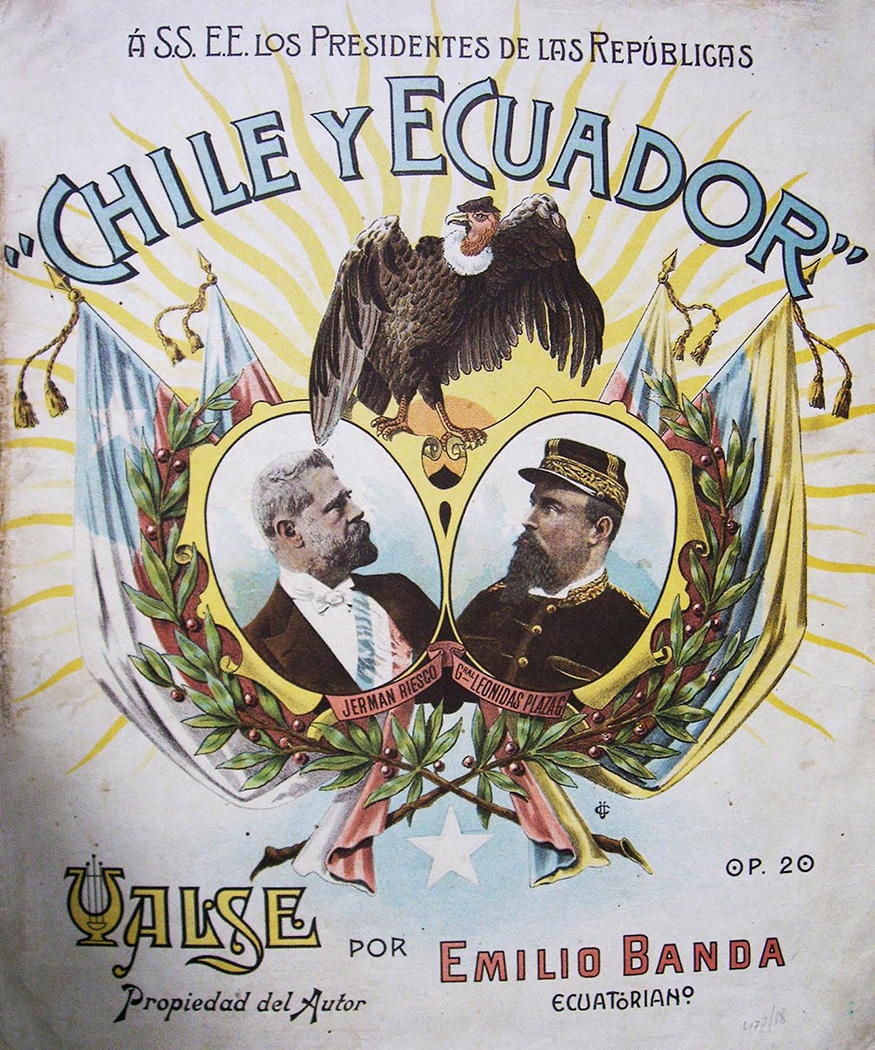 Á SS. E.E. LOS PRESIDENTES DE LAS REPÚBLICAS
"CHILE Y ECUADOR"
JERMAN RIESCO
GRAL LEONIDAS PLAZA G
OP. 20
VALSE POR EMILIO BANDA
Propiedad del Autor
ECUATORIANO